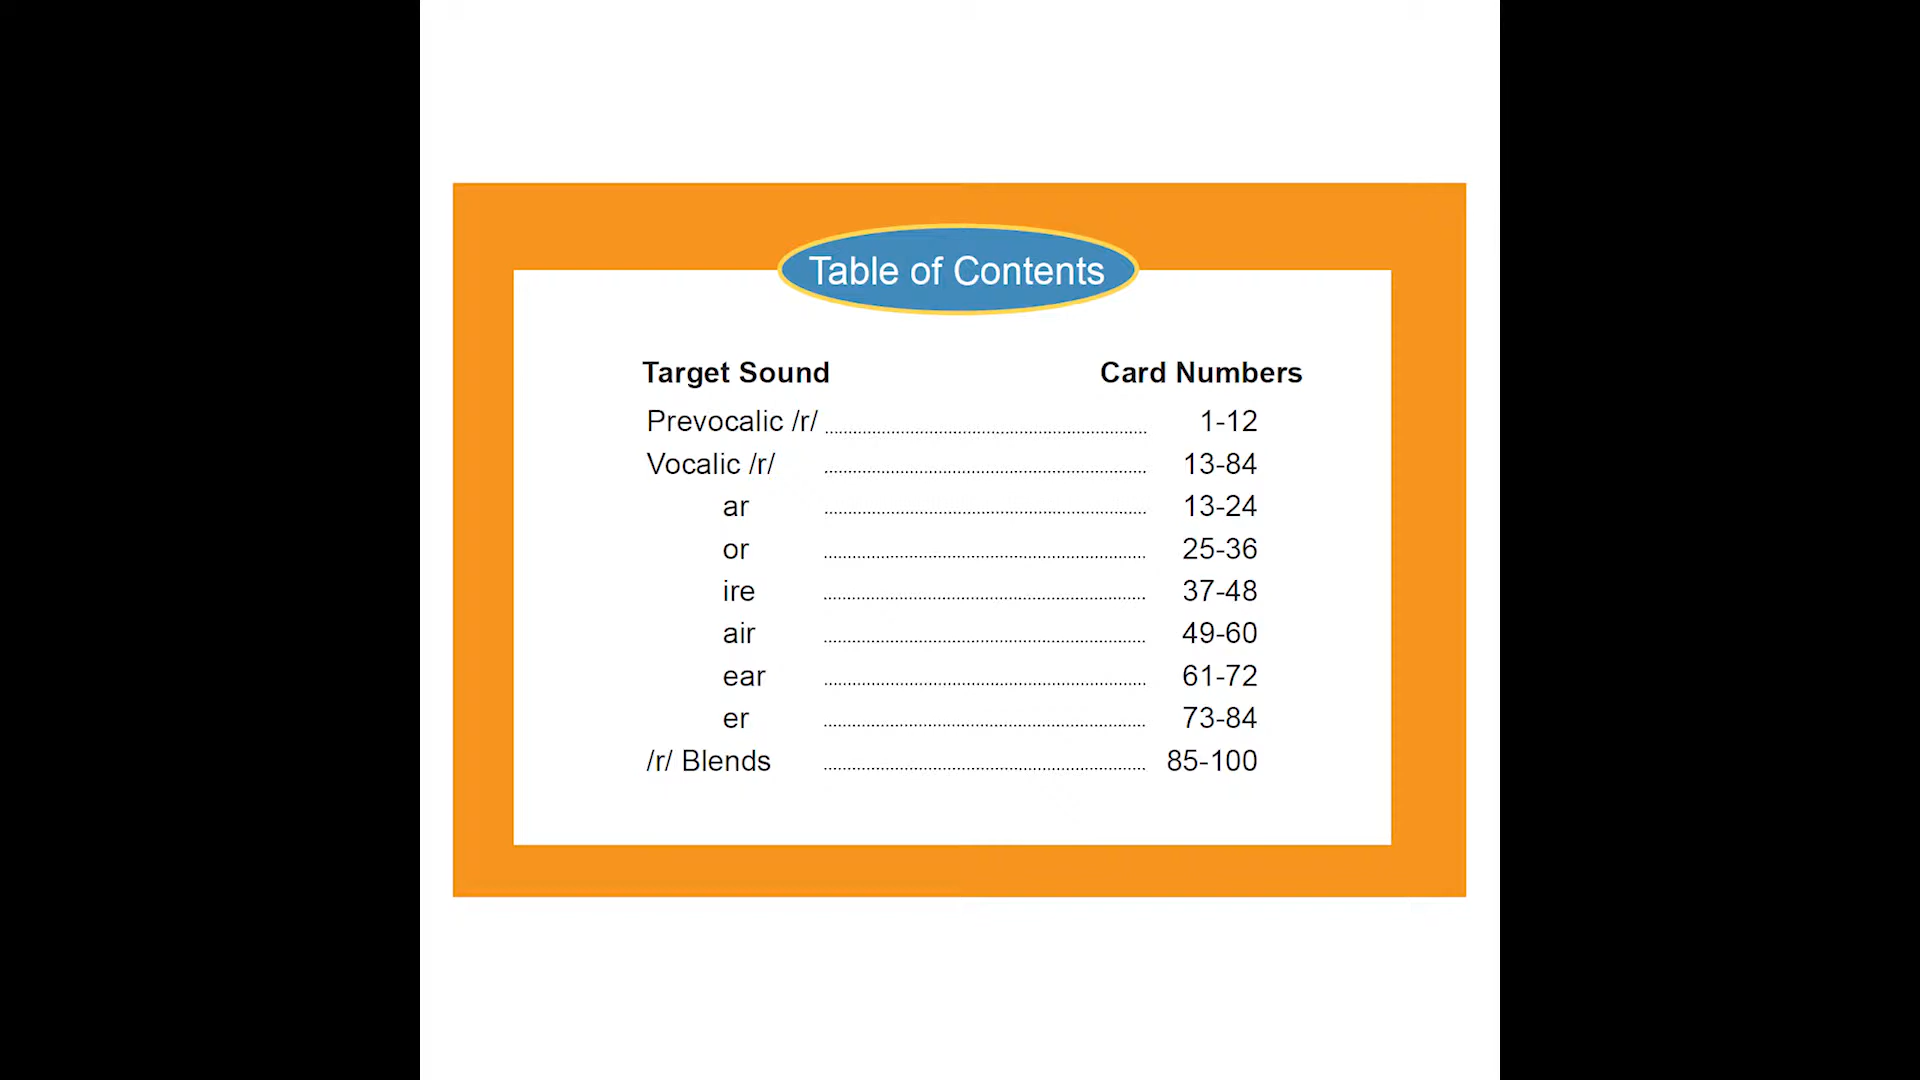 Table of Contents
Target Sound Card Numbers
Prevocalic /r/ 1-12
Vocalic /r/ 13-84
ar 13-24
or 25-36
ire 37-48
air 49-60
ear 61-72
er 73-84
/r/ Blends 85-100